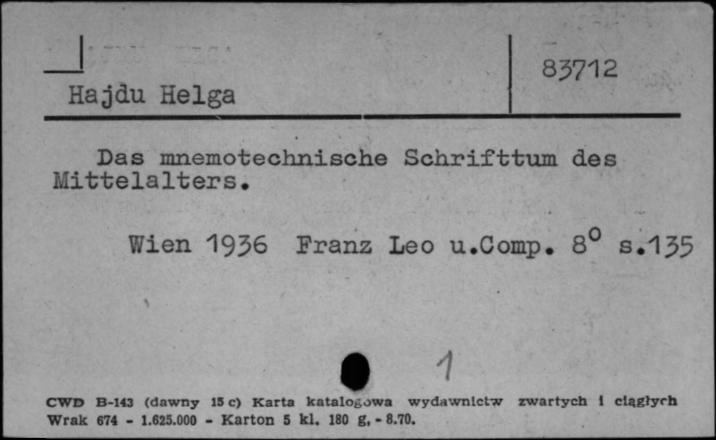 83712
Hajdu Helga
Das mnemotechnische Schrifttum des
Mittelalters.
Wien 1936 Franz Leo u.Comp. 8° s.135
1
CWD B-143 (dawny 15 c) Karta katalogowa wydawnictw zwartych i ciągłych
Wrak 674 - 1.625.000 - Karton 5 kl. 180 g. - 8.70.